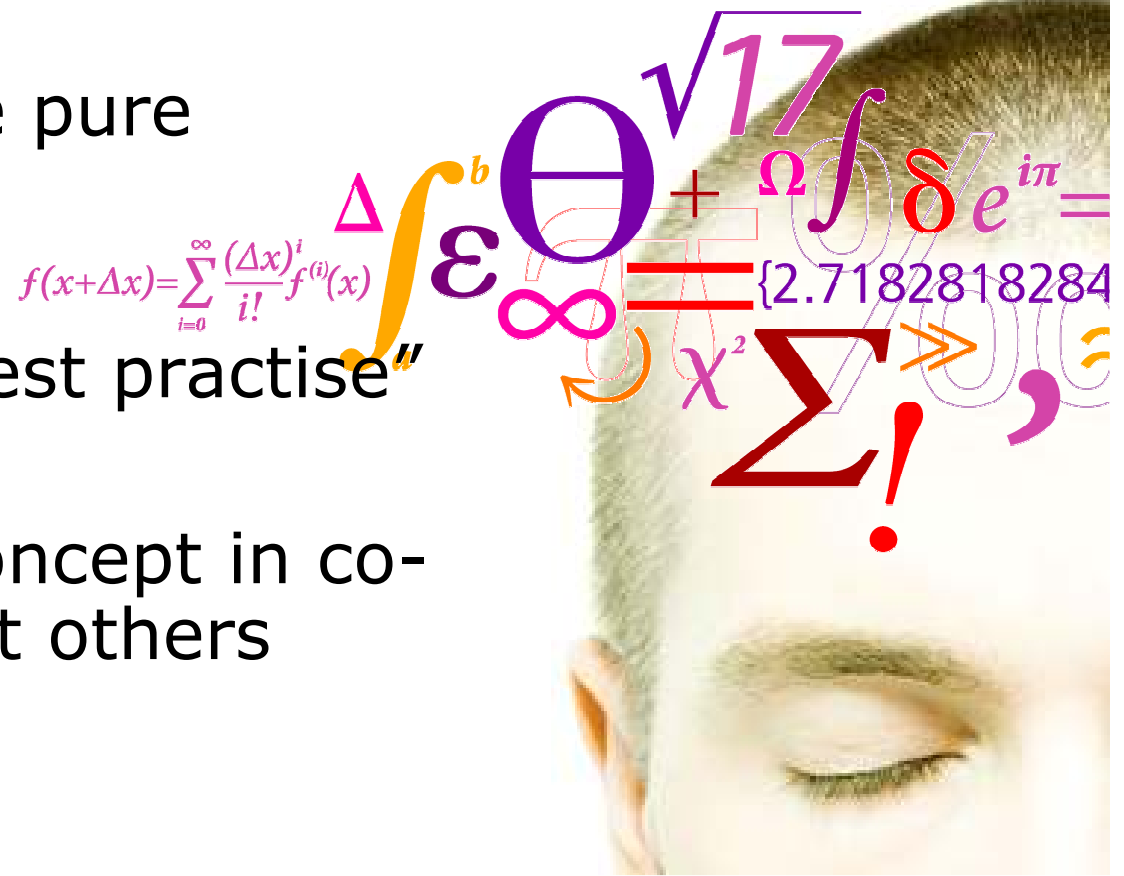 e pure
√17
Δ ∫ b a ε Θ + Ω ∫ δ e^{iπ} =
f(x+Δx)=∑_{i=0}^{∞} (Δx)^i / i! f^{(i)}(x)
∞ = {2.7182818284
est practise”
χ² Σ ≫ , !
oncept in co-
t others